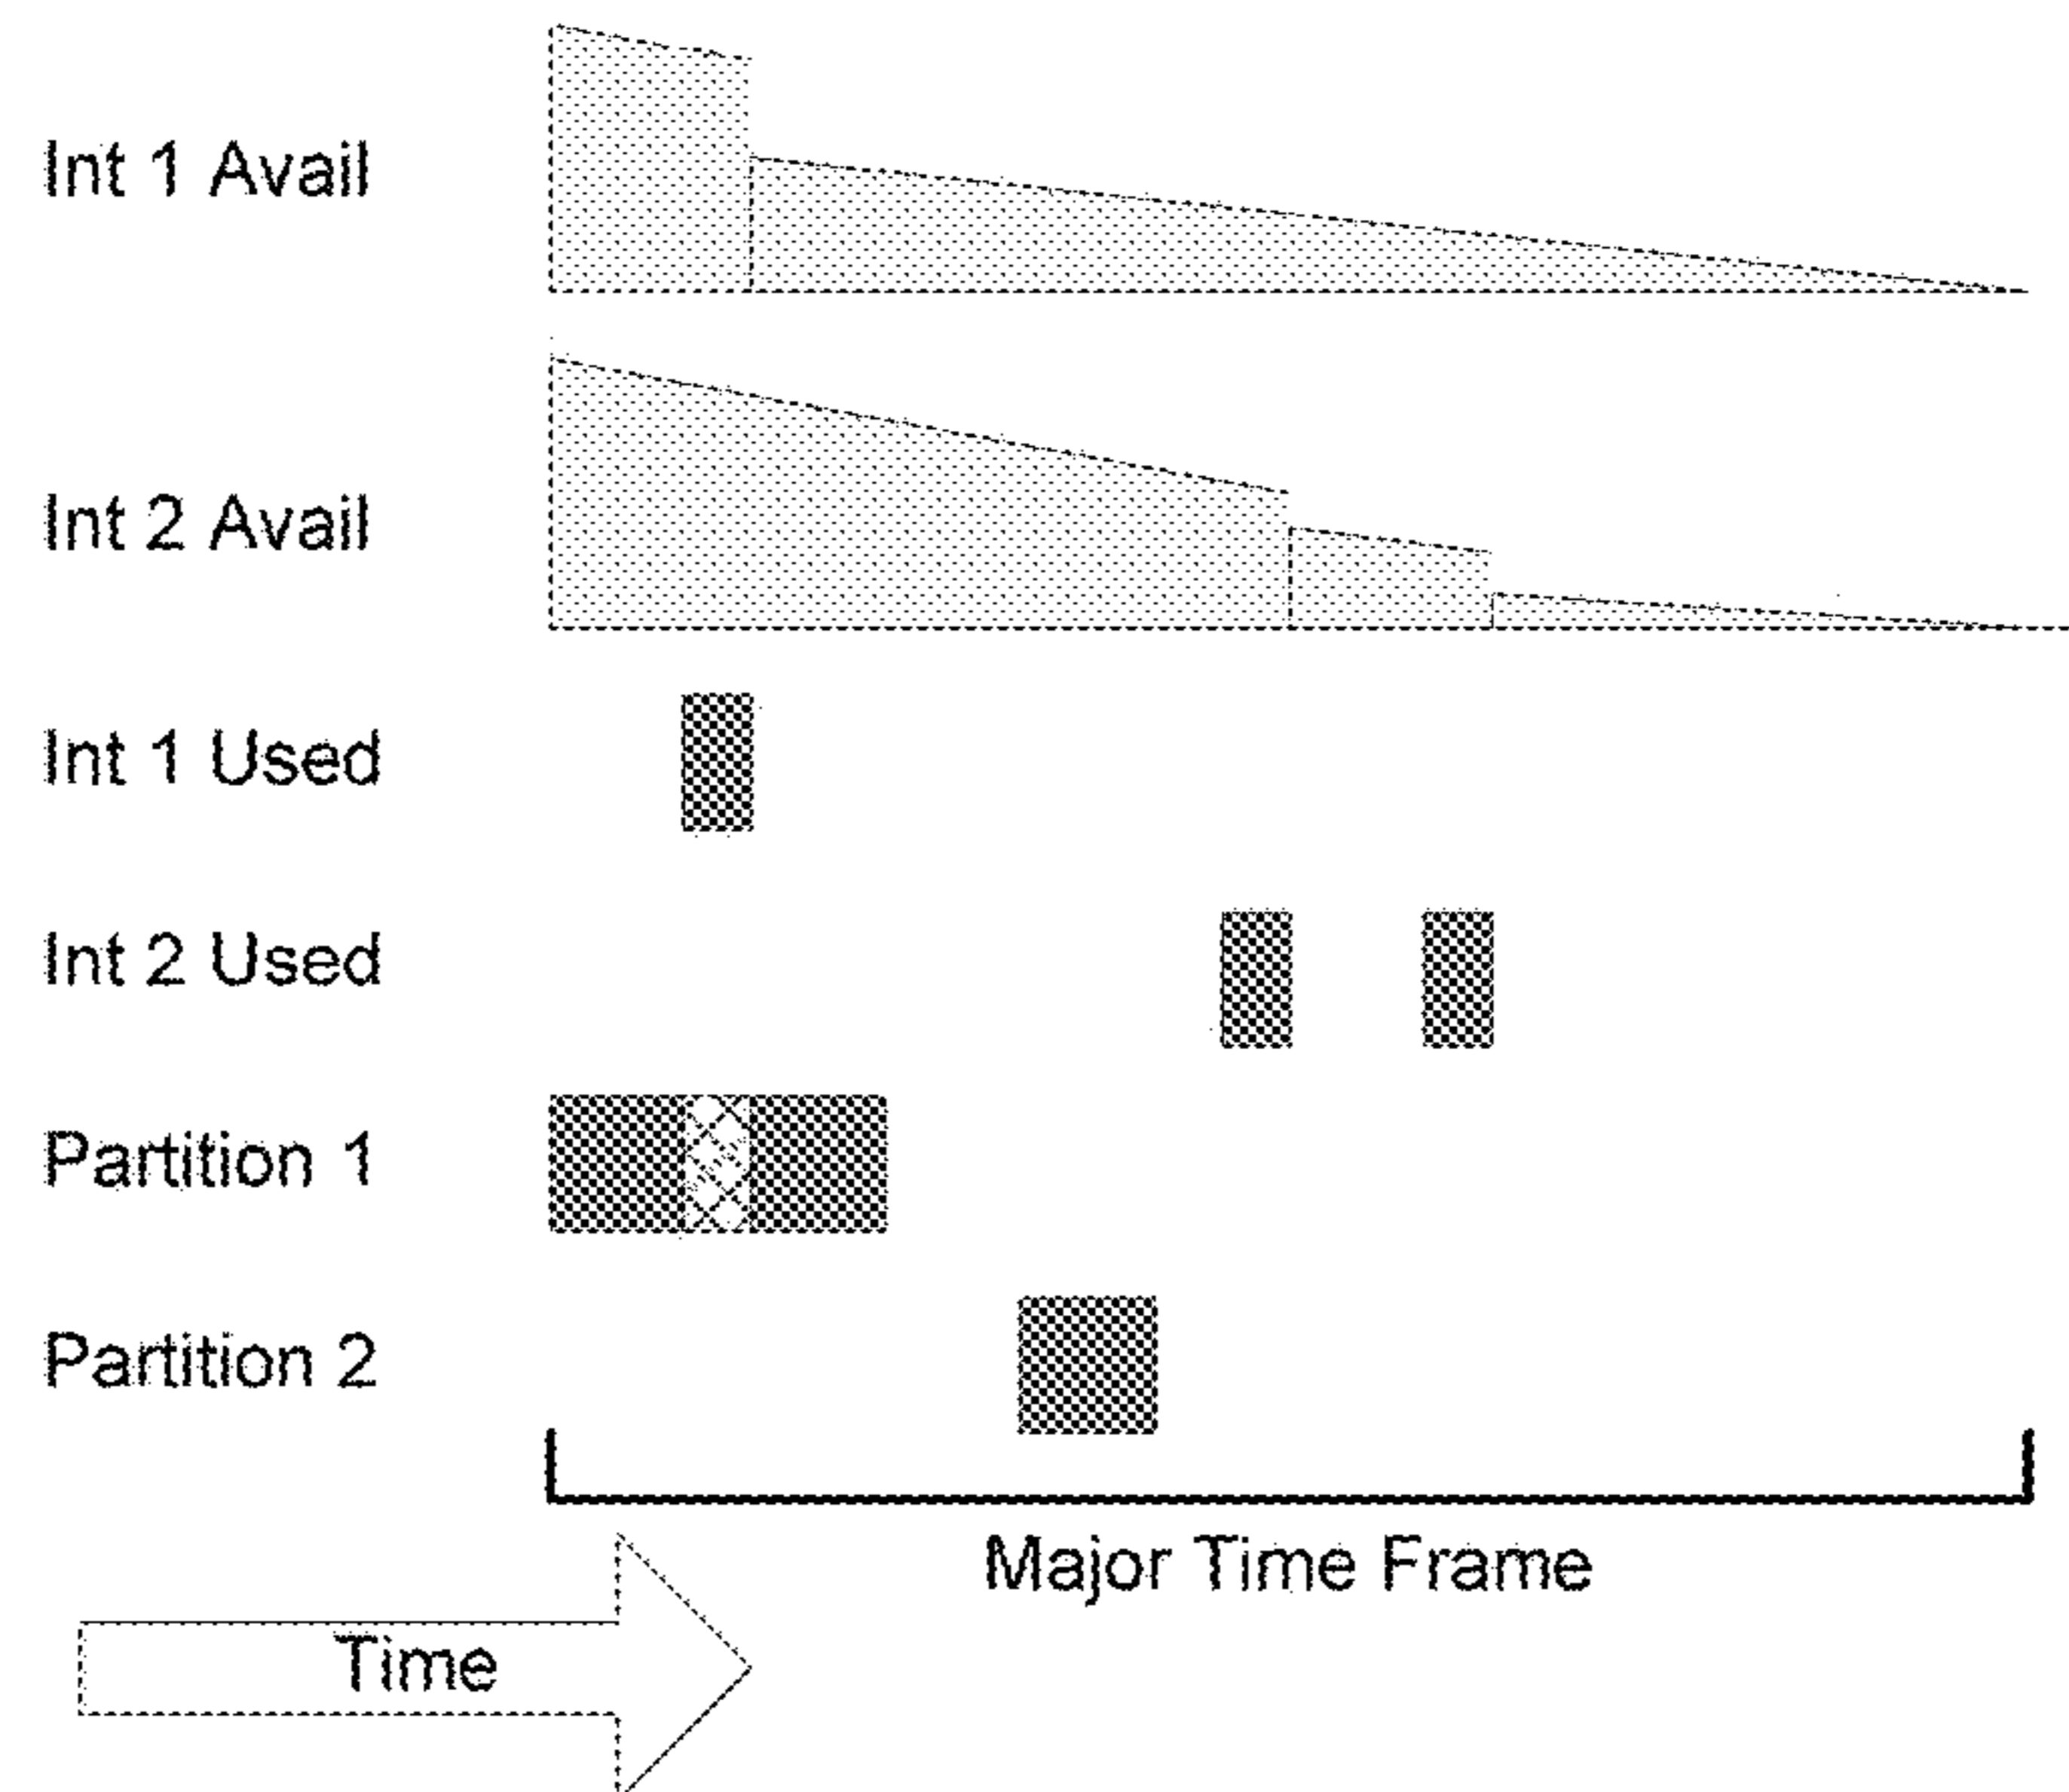 Int 1 Avail
Int 2 Avail
Int 1 Used
Int 2 Used
Partition 1
Partition 2
Major Time Frame
Time